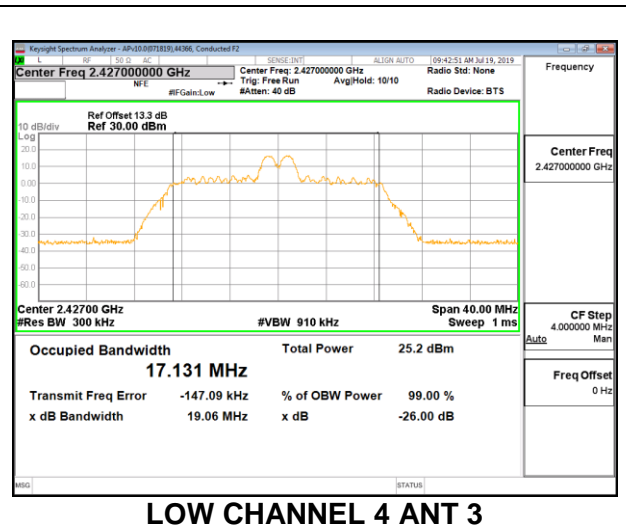 Keysight Spectrum Analyzer - APv10.0(071819),44366, Conducted F2
L RF 50 Ω AC SENSE:INT ALIGN AUTO 09:42:51 AM Jul 19, 2019
Center Freq 2.427000000 GHz
Center Freq: 2.427000000 GHz Radio Std: None
NFE Trig: Free Run Avg|Hold: 10/10
#IFGain:Low #Atten: 40 dB Radio Device: BTS
Frequency
Ref Offset 13.3 dB
10 dB/div Ref 30.00 dBm
Log
20.0
10.0
0.00
-10.0
-20.0
-30.0
-40.0
-50.0
-60.0
Center Freq
2.427000000 GHz
Center 2.42700 GHz Span 40.00 MHz
#Res BW 300 kHz #VBW 910 kHz Sweep 1 ms
CF Step
4.000000 MHz
Auto Man
Occupied Bandwidth Total Power 25.2 dBm
17.131 MHz
Transmit Freq Error -147.09 kHz % of OBW Power 99.00 %
x dB Bandwidth 19.06 MHz x dB -26.00 dB
Freq Offset
0 Hz
MSG STATUS
LOW CHANNEL 4 ANT 3